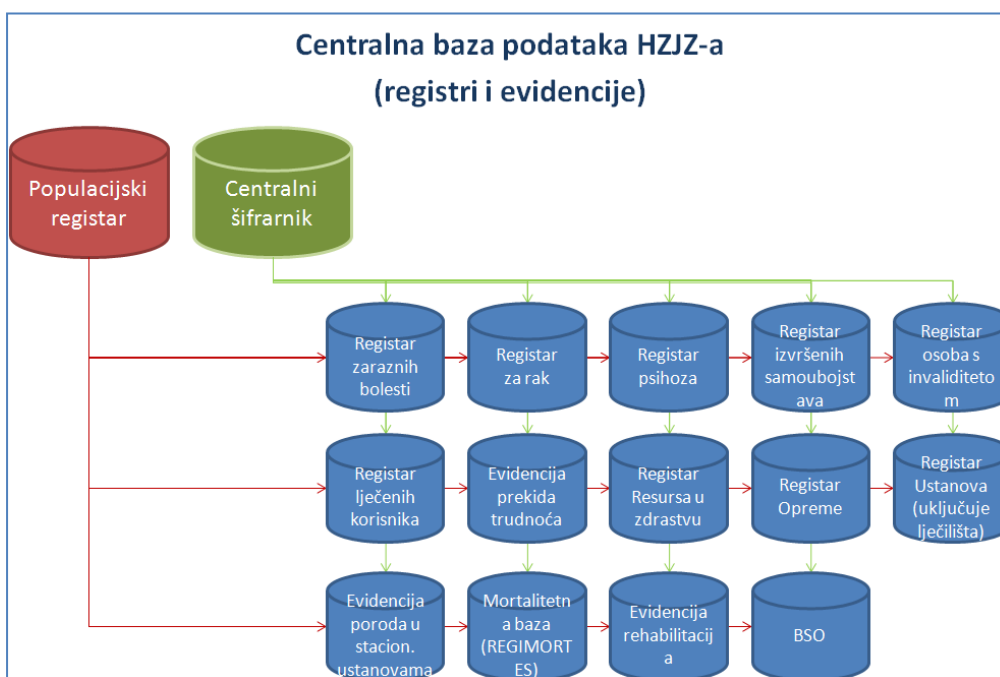 Centralna baza podataka HZJZ-a
(registri i evidencije)
Populacijski
registar
Centralni
šifrarnik
Registar
zaraznih
bolesti
Registar
za rak
Registar
psihoza
Registar
izvršenih
samoubojst
ava
Registar
osoba s
invaliditeto
m
Registar
lječenih
korisnika
Evidencija
prekida
trudnoća
Registar
Resursa u
zdrastvu
Registar
Opreme
Registar
Ustanova
(uključuje
lječilišta)
Evidencija
poroda u
stacion.
ustanovama
Mortalitetn
a baza
(REGIMORT
ES)
Evidencija
rehabilitacij
a
BSO